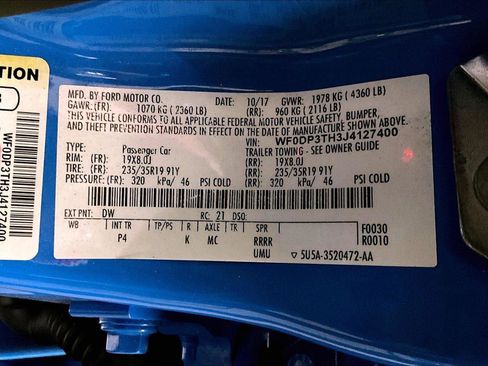 TION
WF0DP3TH3J4127400
MFD. BY FORD MOTOR CO. 10/17 GVWR: 1978 KG (4360 LB)
GAWR: (FR) 1070 KG (2360 LB) (RR): 960 KG (2116 LB)
THIS VEHICLE CONFORMS TO ALL APPLICABLE FEDERAL MOTOR VEHICLE SAFETY, BUMPER,
AND THEFT PREVENTION STANDARDS IN EFFECT ON THE DATE OF MANUFACTURE SHOWN ABOVE.
VIN: WF0DP3TH3J4127400
TYPE: Passenger Car TRAILER TOWING - SEE OWNER GUIDE
RIM: (FR) 19X8.0J (RR) 19X8.0J
TIRE: (FR) 235/35R19 91Y (RR) 235/35R19 91Y
PRESSURE: (FR) 320 kPa/ 46 PSI COLD (RR) 320 kPa/ 46 PSI COLD
EXT PNT: DW RC: 21 DSO:
WB INT TR TP/PS R AXLE TR SPR F0030
P4 K MC RRRR R0010
UMU ▽ 5U5A-3520472-AA